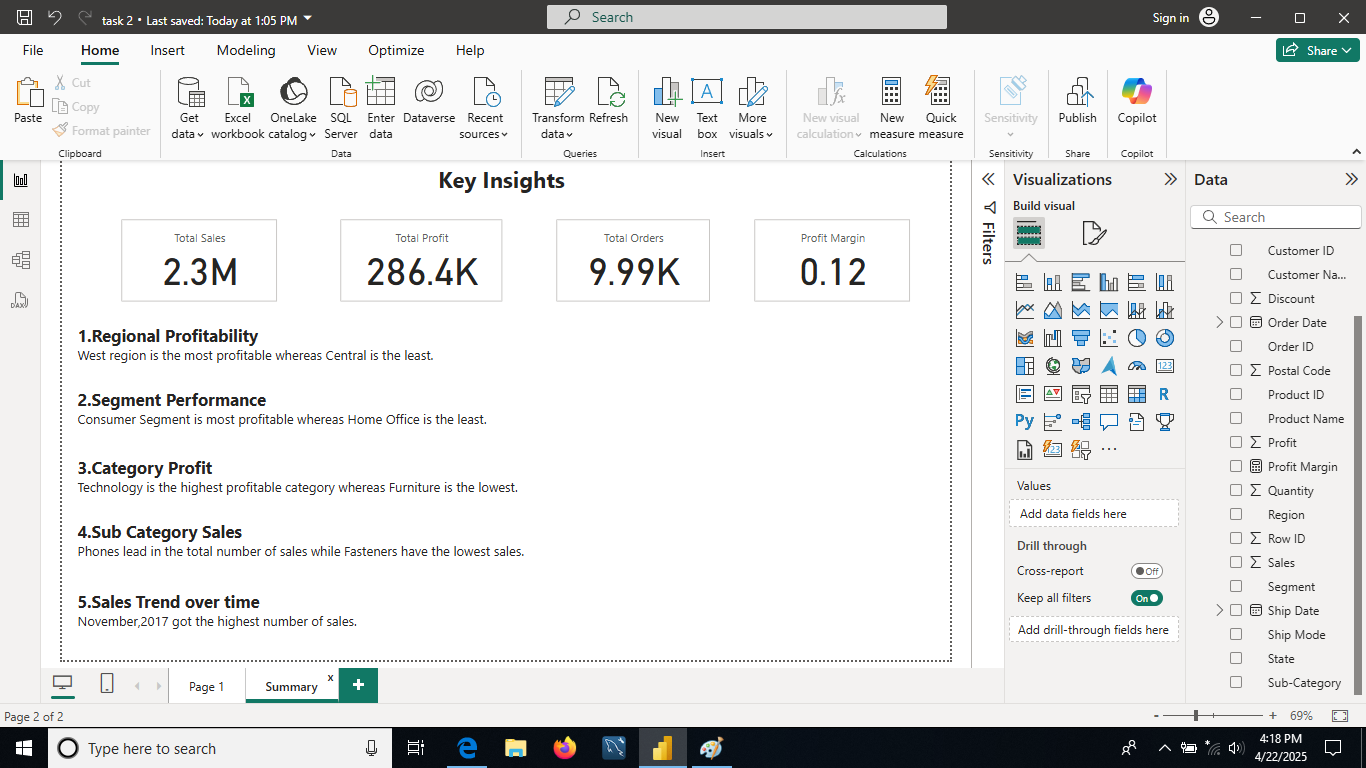 task 2 • Last saved: Today at 1:05 PM
Search
Sign in
File
Home
Insert
Modeling
View
Optimize
Help
Share
Paste
Cut
Copy
Format painter
Clipboard
Get data
Excel workbook
OneLake catalog
SQL Server
Enter data
Dataverse
Recent sources
Data
Transform data
Refresh
Queries
New visual
Text box
More visuals
Insert
New visual calculation
New measure
Quick measure
Calculations
Sensitivity
Sensitivity
Publish
Share
Copilot
Copilot
Key Insights
Total Sales
2.3M
Total Profit
286.4K
Total Orders
9.99K
Profit Margin
0.12
1.Regional Profitability
West region is the most profitable whereas Central is the least.
2.Segment Performance
Consumer Segment is most profitable whereas Home Office is the least.
3.Category Profit
Technology is the highest profitable category whereas Furniture is the lowest.
4.Sub Category Sales
Phones lead in the total number of sales while Fasteners have the lowest sales.
5.Sales Trend over time
November,2017 got the highest number of sales.
Filters
Visualizations
Build visual
123
R
Py
123
Values
Add data fields here
Drill through
Cross-report
Off
Keep all filters
On
Add drill-through fields here
Data
Search
Customer ID
Customer Na...
Discount
Order Date
Order ID
Postal Code
Product ID
Product Name
Profit
Profit Margin
Quantity
Region
Row ID
Sales
Segment
Ship Date
Ship Mode
State
Sub-Category
Page 1
Summary
x
+
Page 2 of 2
- + 69%
Type here to search
4:18 PM
4/22/2025